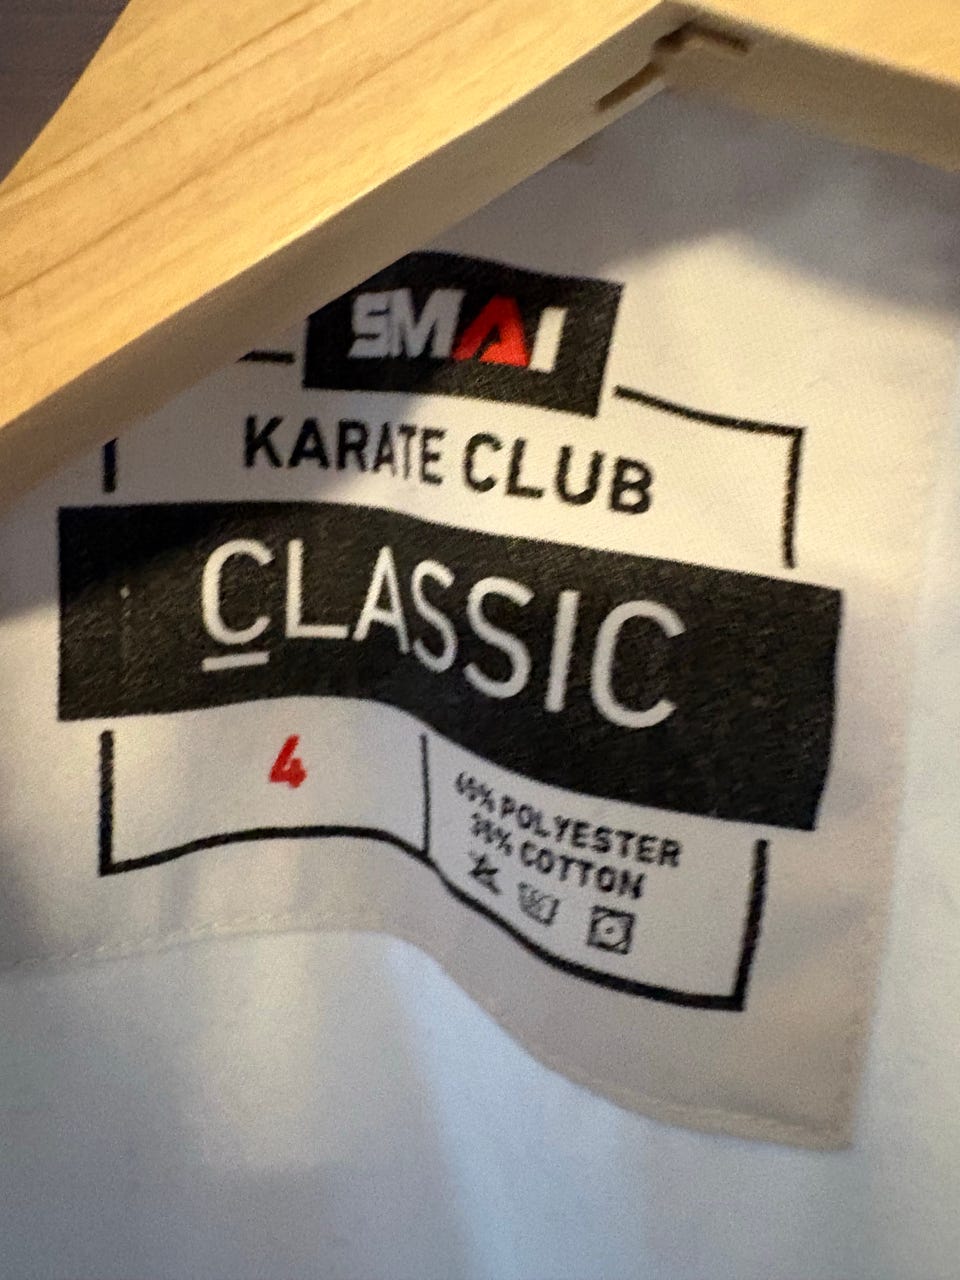 SMAI
KARATE CLUB
CLASSIC
4
POLYESTER
COTTON